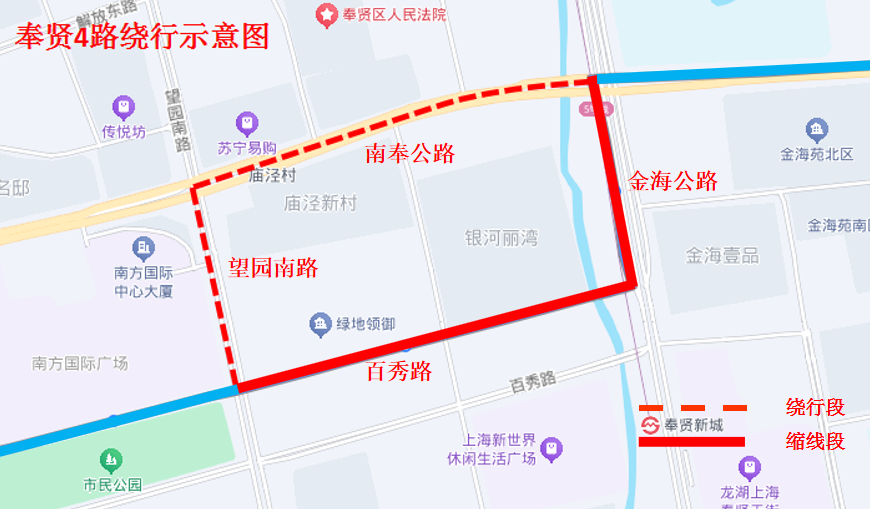 解放东路
奉贤区人民法院
奉贤4路绕行示意图
望园南路
传悦坊
苏宁易购
南奉公路
金海苑北区
庙泾村
金海公路
名邸
庙泾新村
金海苑南
银河丽湾
南方国际
中心大厦
望园南路
金海壹品
绿地领御
南方国际广场
百秀路
百秀路
绕行段
奉贤新城
缩线段
上海新世界
休闲生活广场
市民公园
龙湖上海